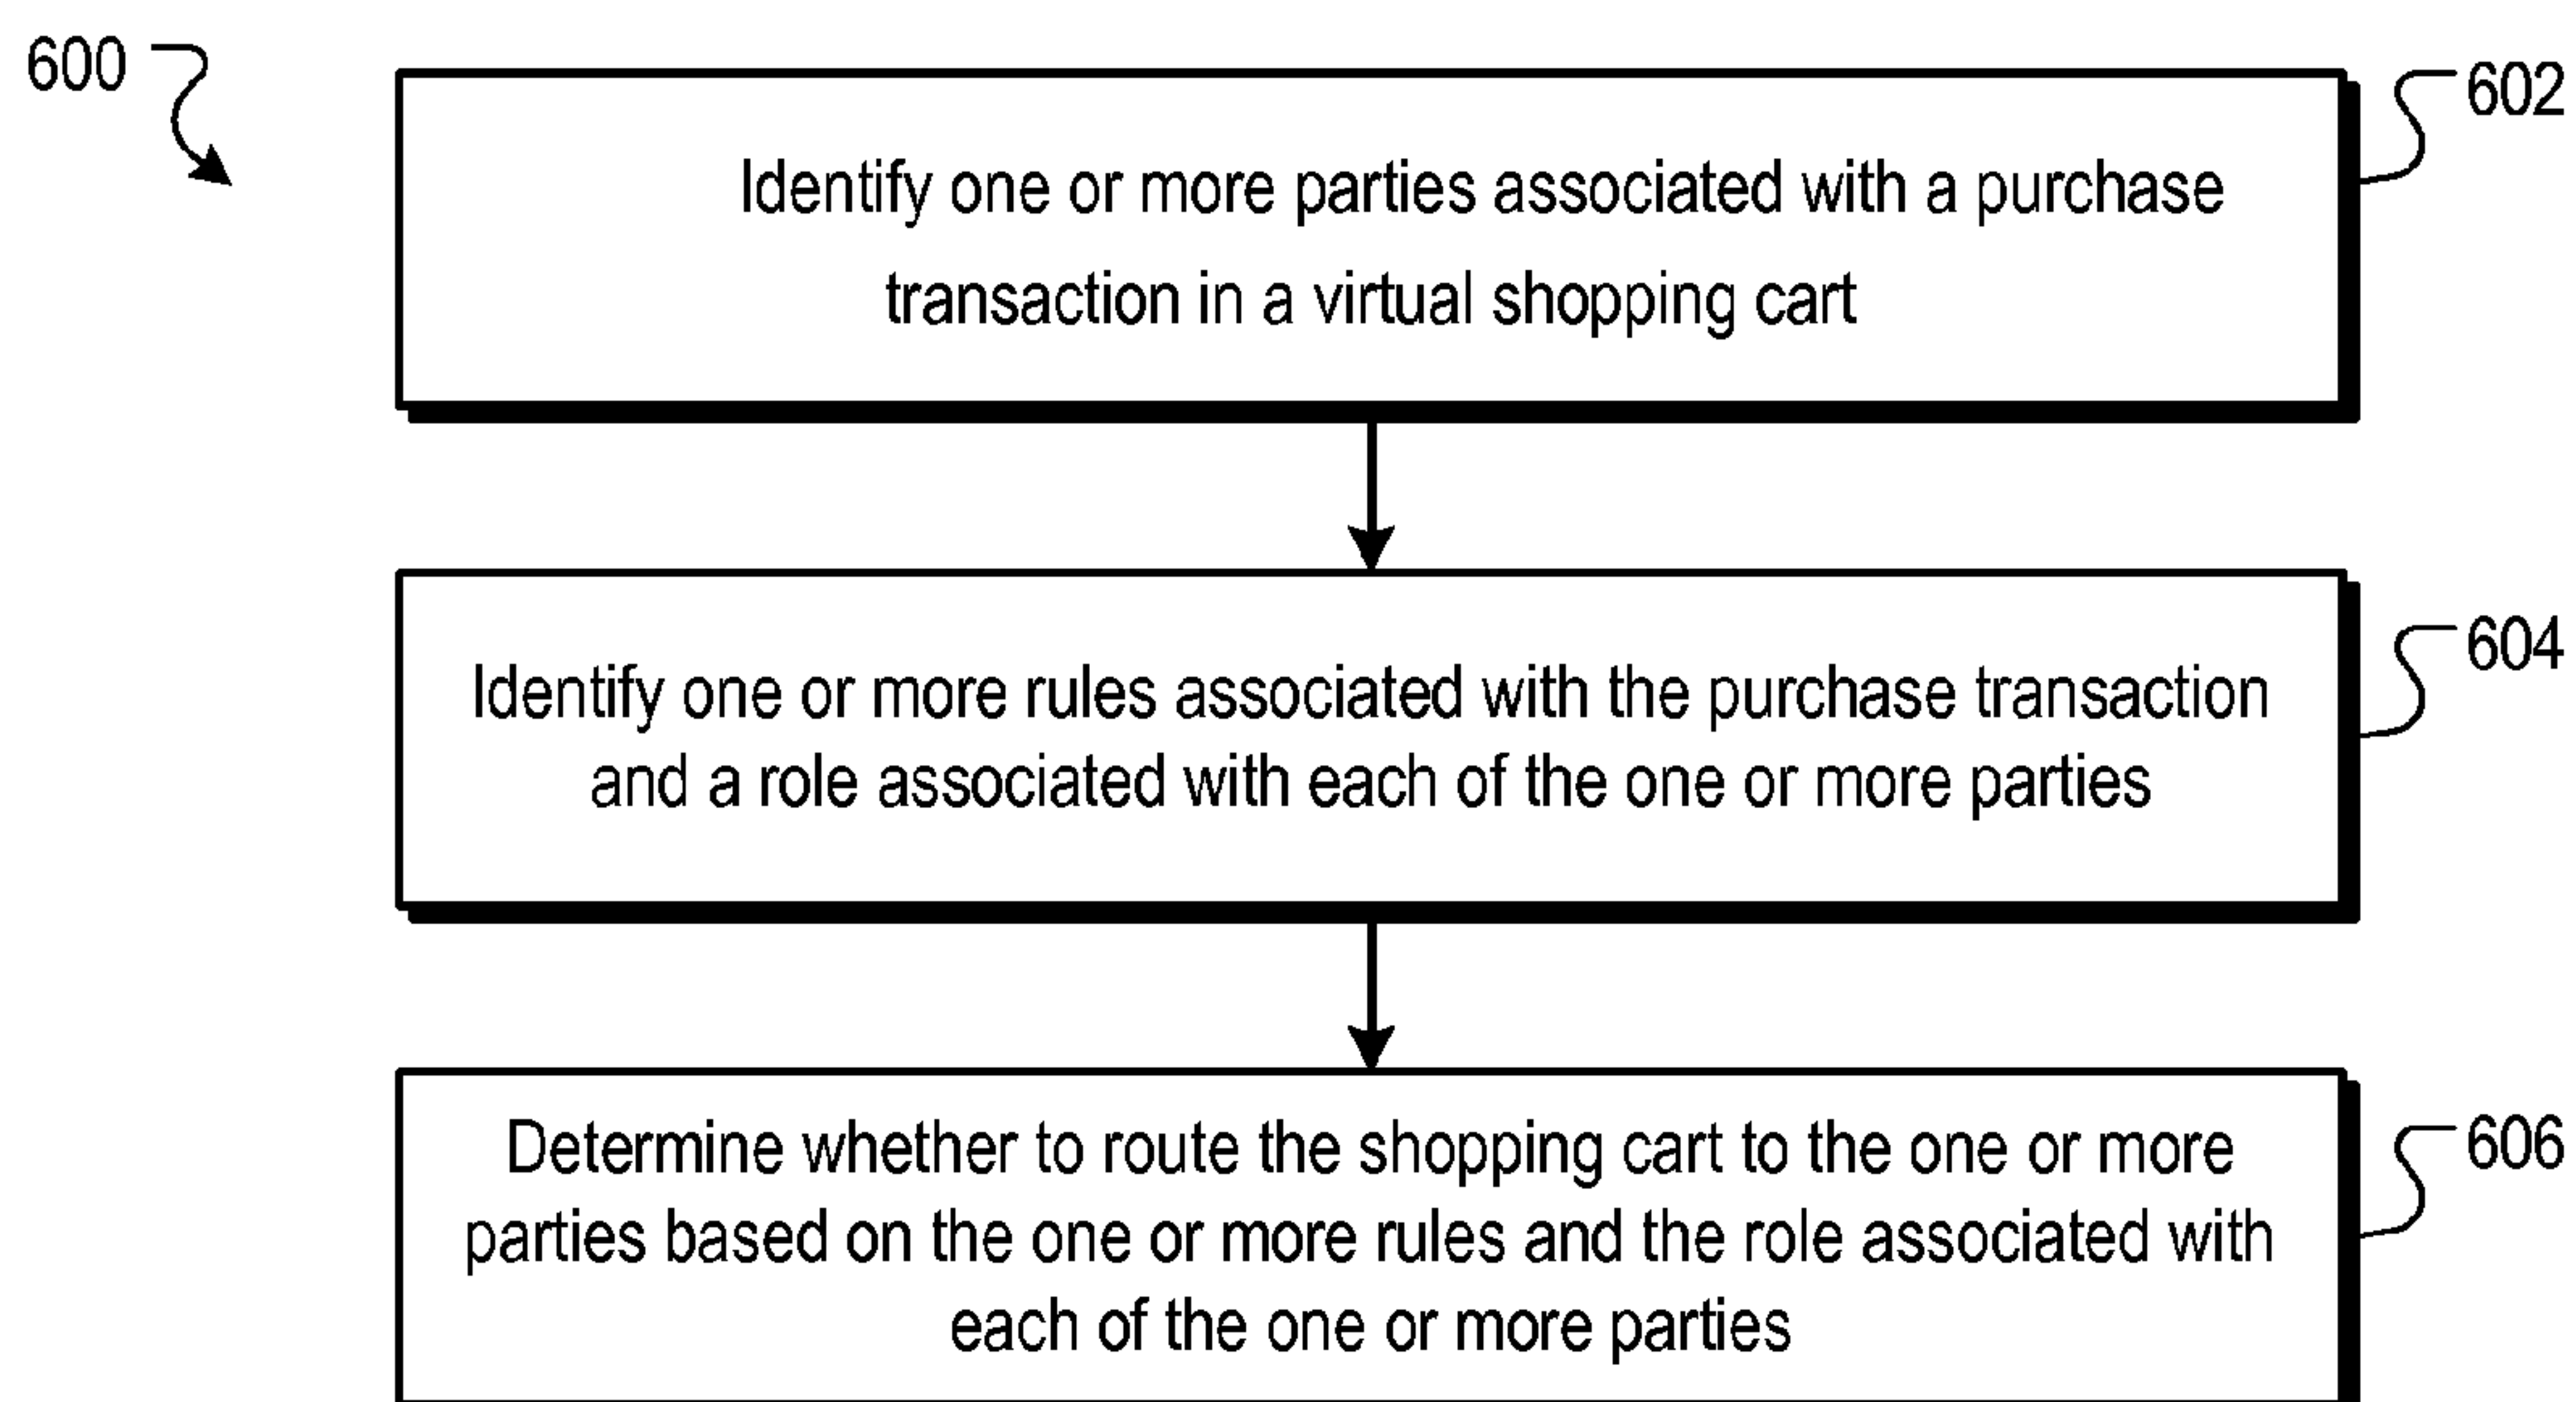 600
602
Identify one or more parties associated with a purchase
transaction in a virtual shopping cart
604
Identify one or more rules associated with the purchase transaction
and a role associated with each of the one or more parties
606
Determine whether to route the shopping cart to the one or more
parties based on the one or more rules and the role associated with
each of the one or more parties